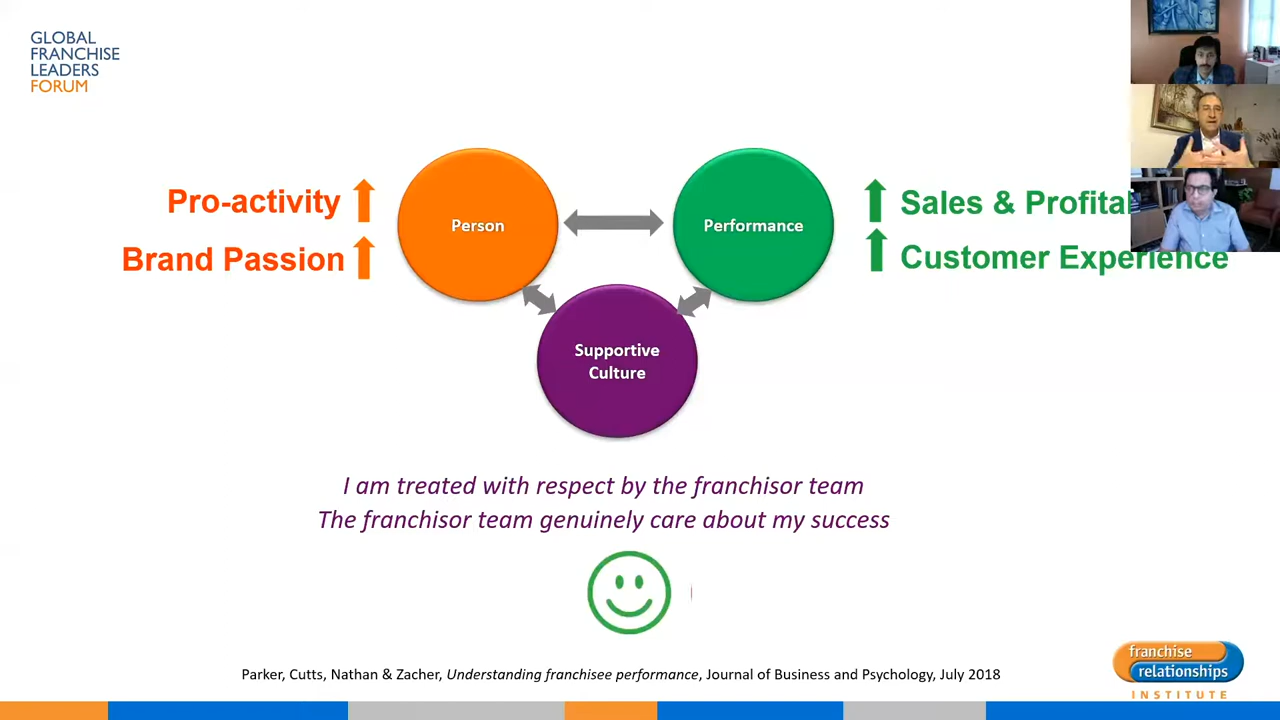 GLOBAL
FRANCHISE
LEADERS
FORUM
Pro-activity
Brand Passion
Person
Performance
Sales & Profita
Customer Experience
Supportive
Culture
I am treated with respect by the franchisor team
The franchisor team genuinely care about my success
Parker, Cutts, Nathan & Zacher, Understanding franchisee performance, Journal of Business and Psychology, July 2018
franchise
relationships
INSTITUTE